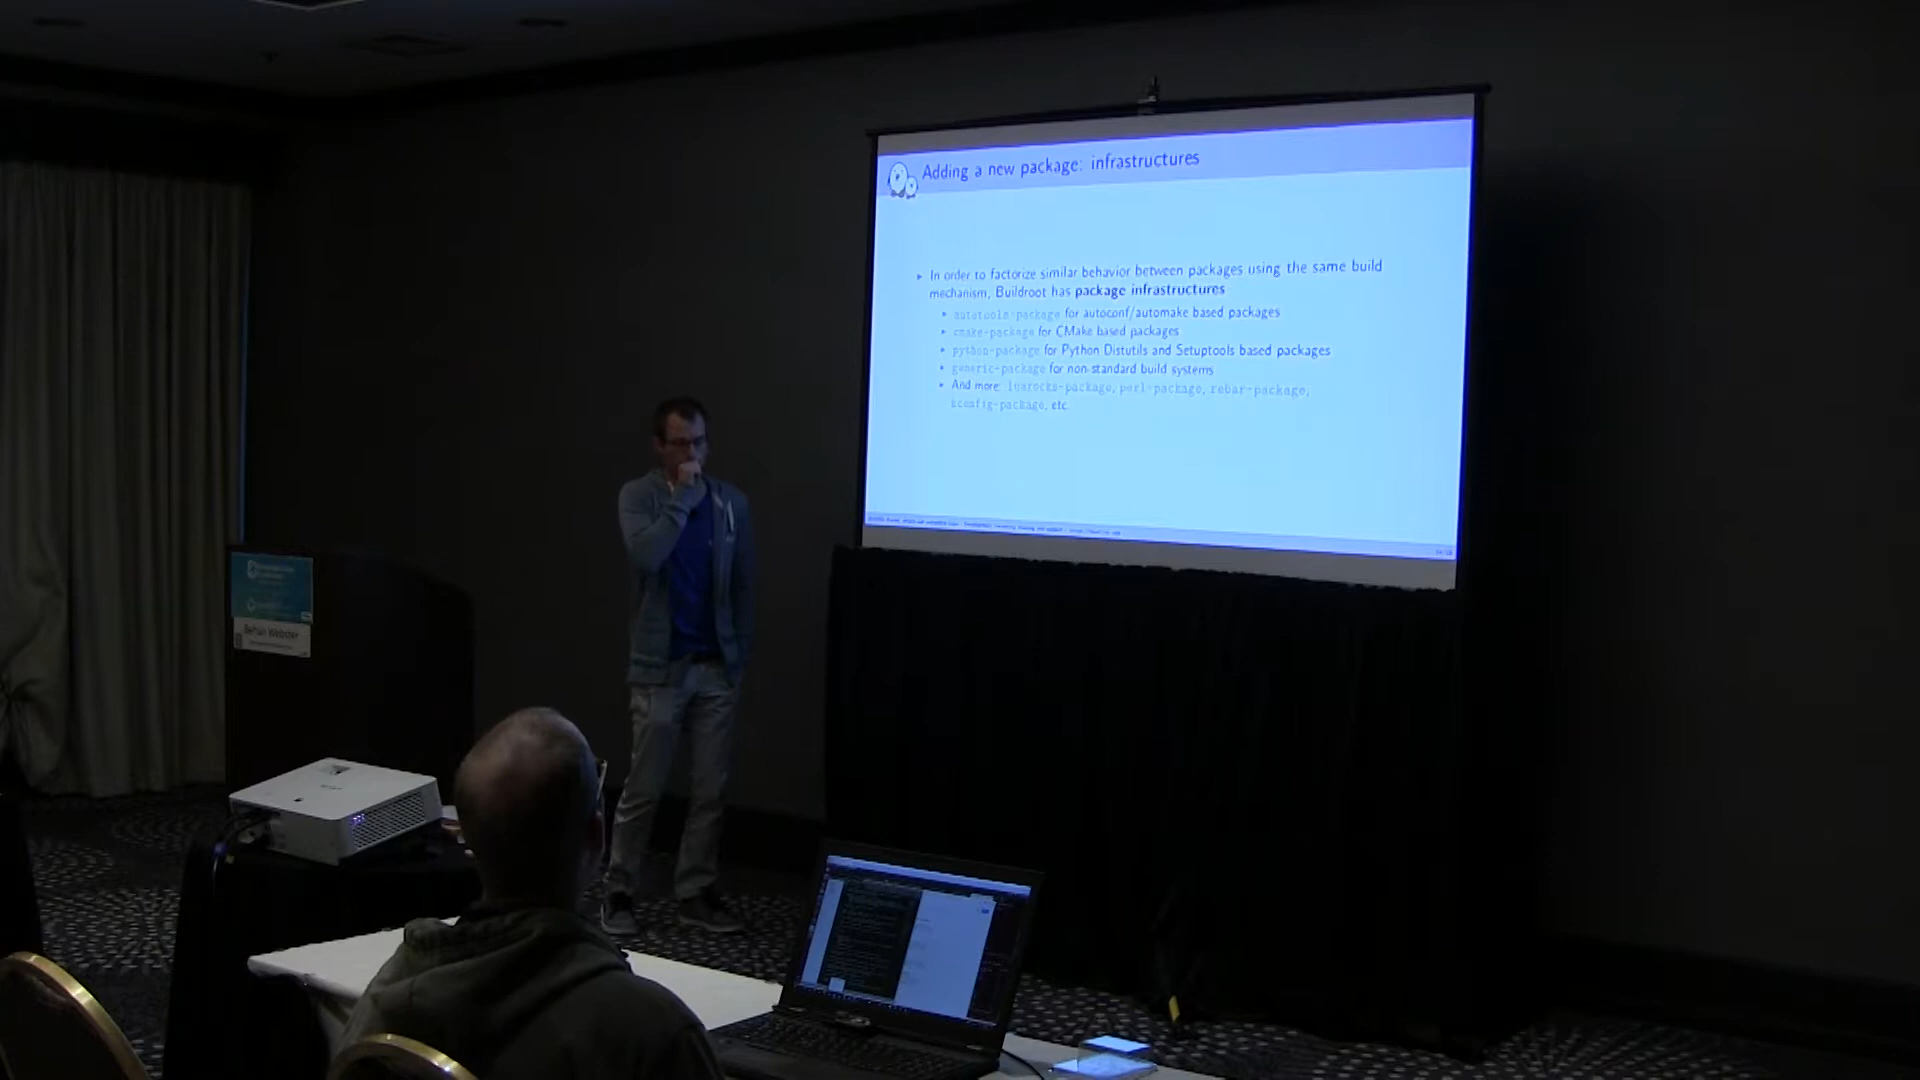 Adding a new package: infrastructures
▸ In order to factorize similar behavior between packages using the same build
mechanism, Buildroot has package infrastructures
▸ autotools-package for autoconf/automake based packages
▸ cmake-package for CMake based packages
▸ python-package for Python Distutils and Setuptools based packages
▸ generic-package for non-standard build systems
▸ And more: luarocks-package, perl-package, rebar-package,
kconfig-package, etc.
Behan Webster